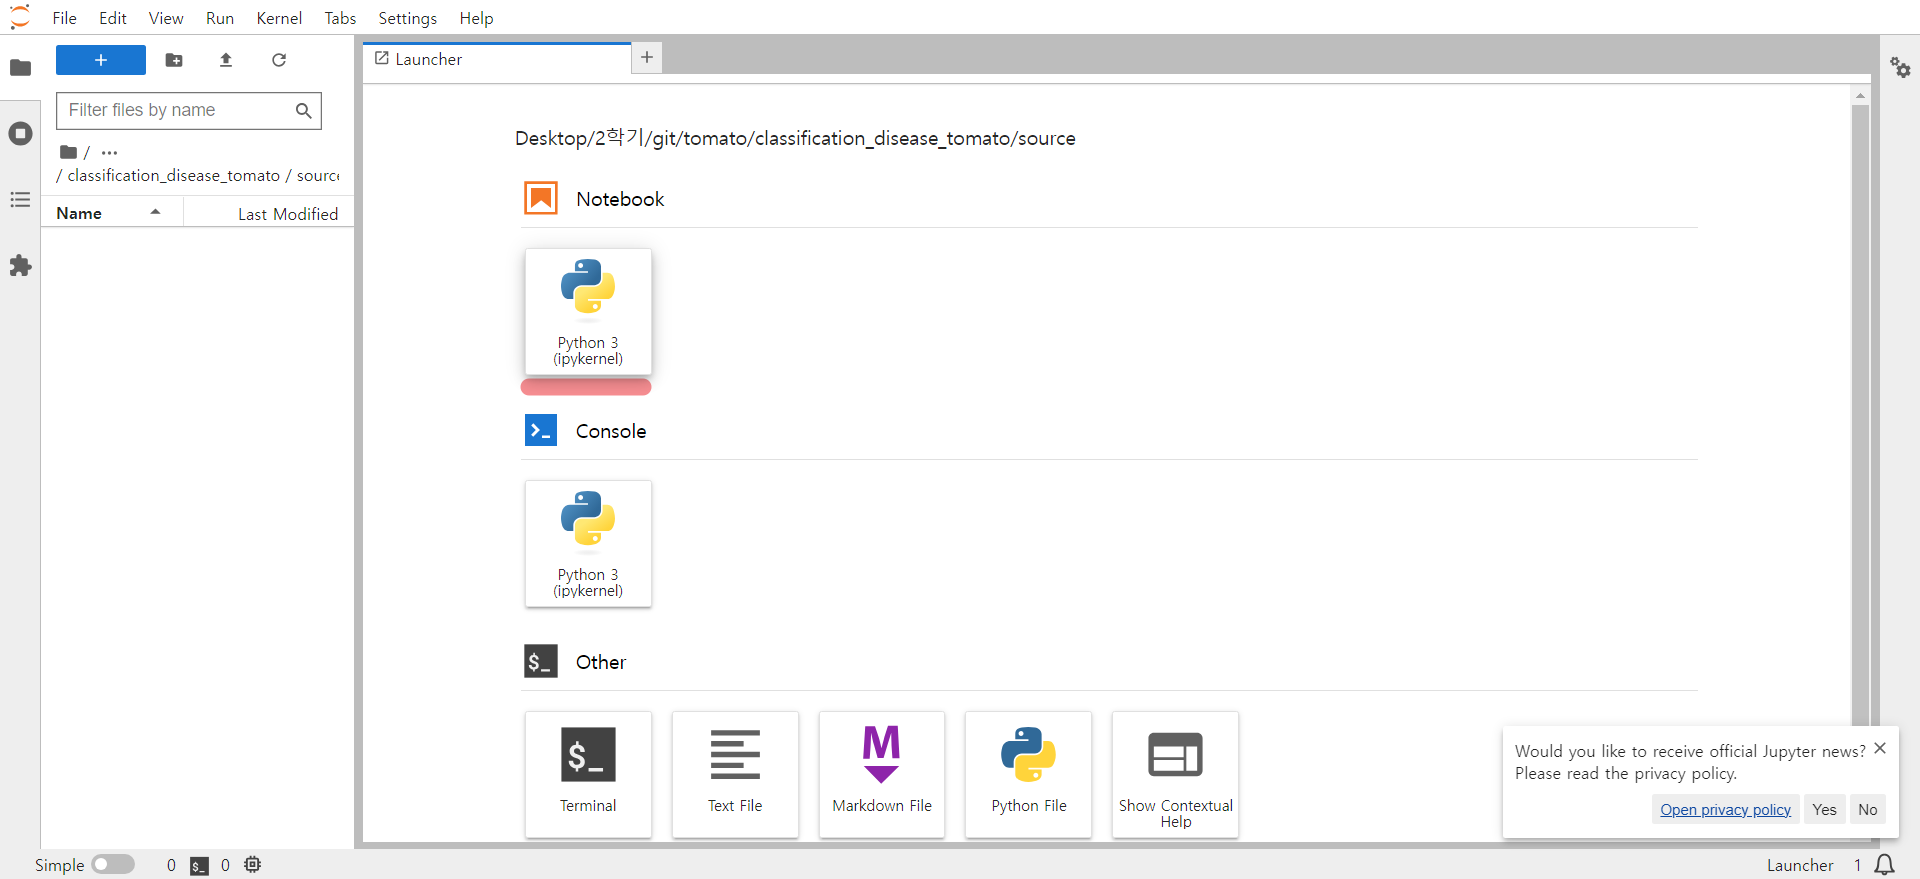 File Edit View Run Kernel Tabs Settings Help
+
Launcher
+
Filter files by name
/ ...
/ classification_disease_tomato /
Name
Last Modified
Desktop/2학기/git/tomato/classification_disease_tomato/source
Notebook
Python 3
(ipykernel)
Console
Python 3
(ipykernel)
$_ Other
$_
Terminal
Text File
M
Markdown File
Python File
Show Contextual
Help
Would you like to receive official Jupyter news?
Please read the privacy policy.
Open privacy policy Yes No
Simple 0 $_ 0
Launcher 1